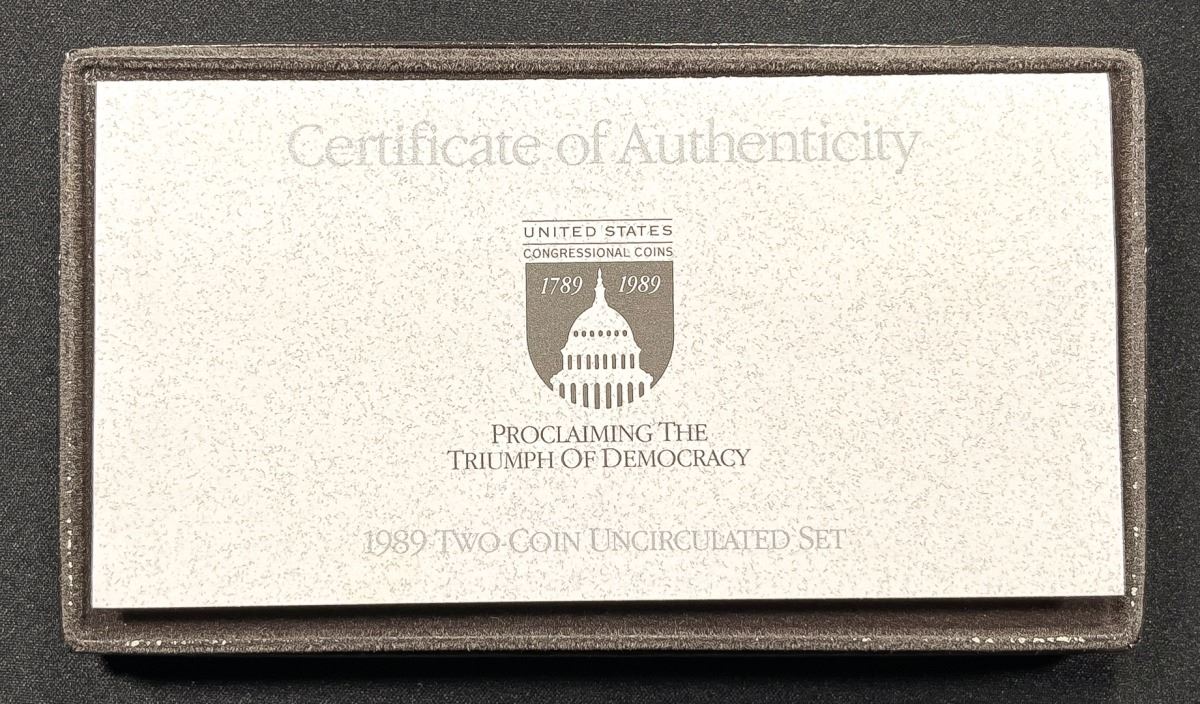 Certificate of Authenticity
UNITED STATES
CONGRESSIONAL COINS
1789 1989
PROCLAIMING THE
TRIUMPH OF DEMOCRACY
1989 TWO-COIN UNCIRCULATED SET